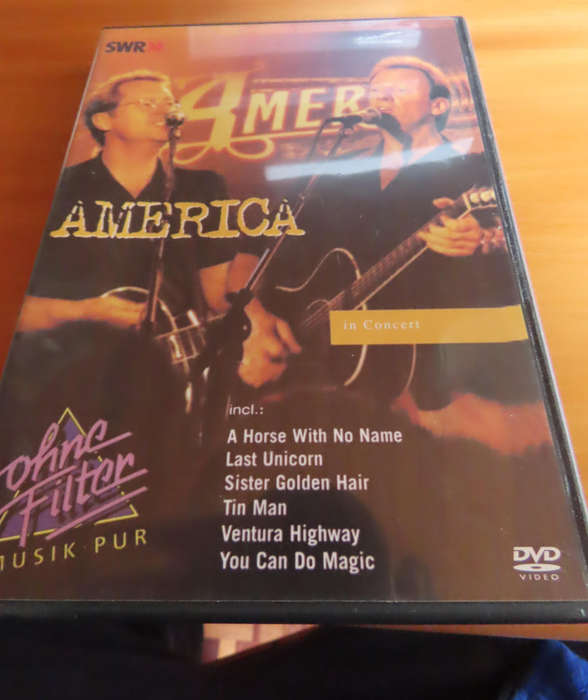 SWR
AMER
AMERICA
in Concert
incl.:
A Horse With No Name
Last Unicorn
Sister Golden Hair
Tin Man
Ventura Highway
You Can Do Magic
ohne
Filter
MUSIK PUR
DVD
VIDEO